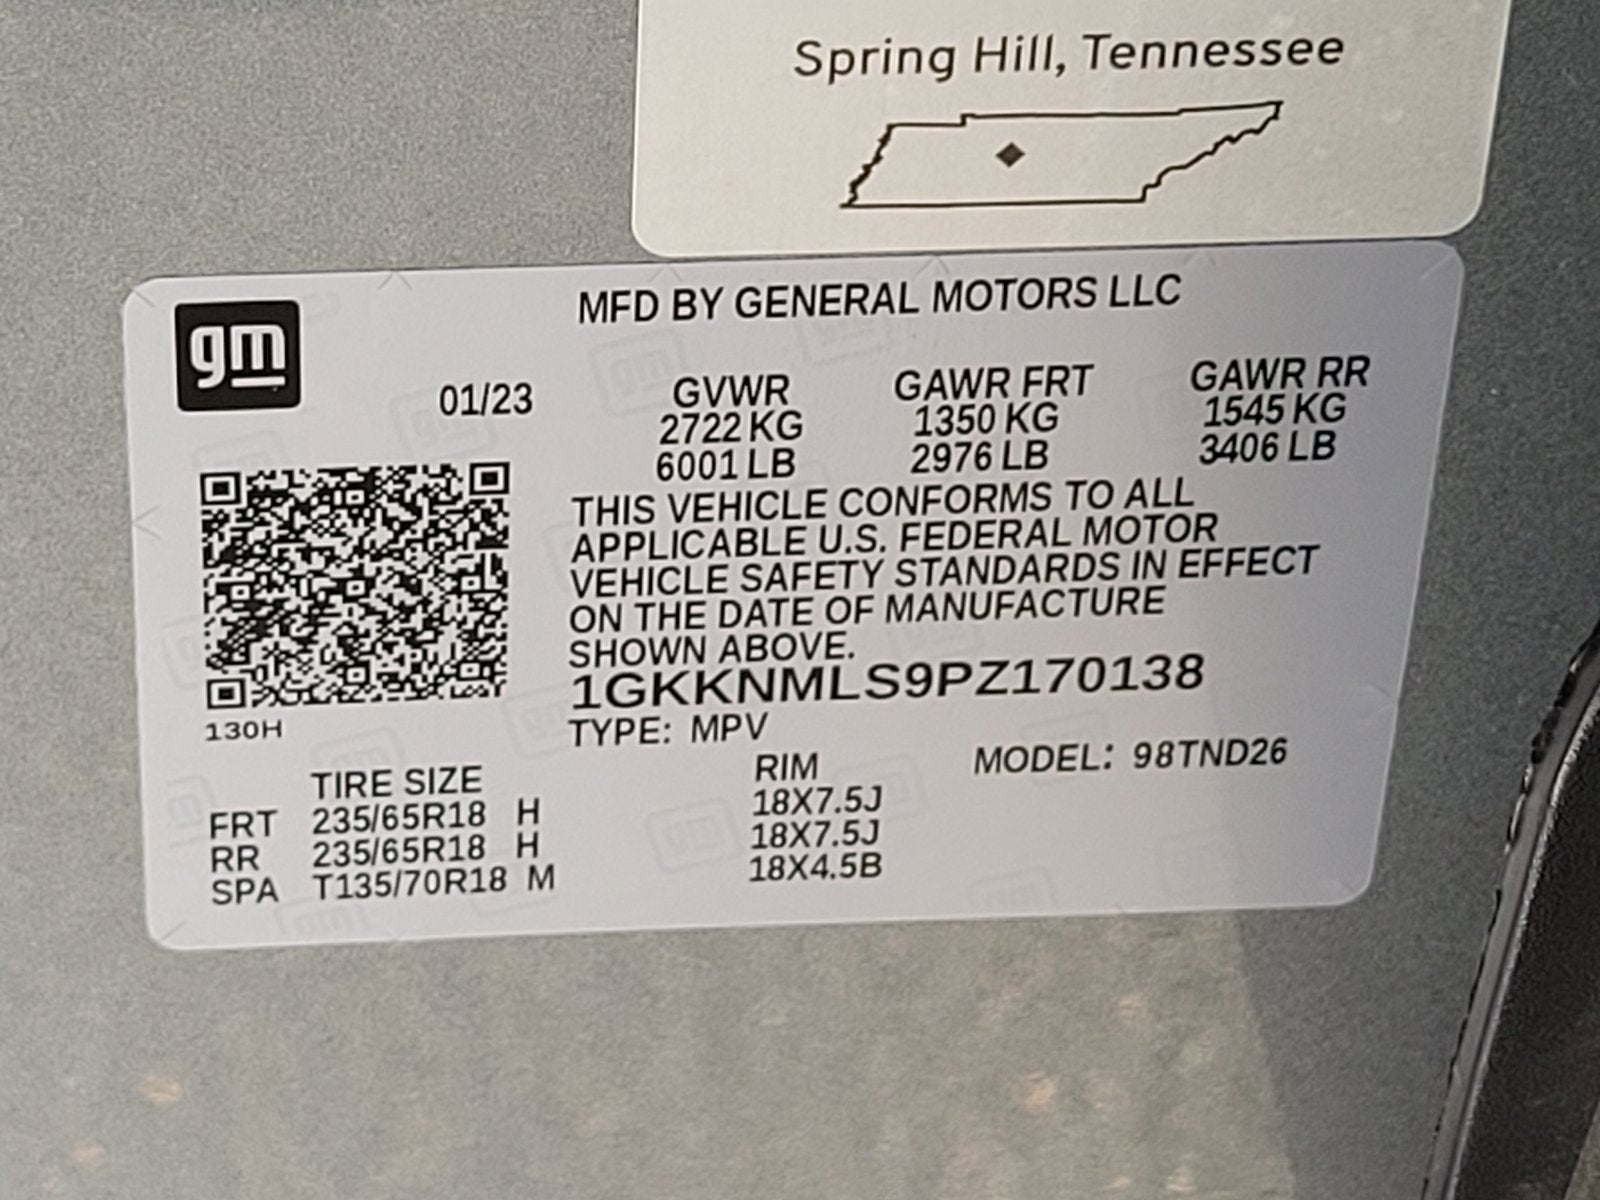 Spring Hill, Tennessee
gm
MFD BY GENERAL MOTORS LLC
01/23 GVWR GAWR FRT GAWR RR
2722 KG 1350 KG 1545 KG
6001 LB 2976 LB 3406 LB
THIS VEHICLE CONFORMS TO ALL
APPLICABLE U.S. FEDERAL MOTOR
VEHICLE SAFETY STANDARDS IN EFFECT
ON THE DATE OF MANUFACTURE
SHOWN ABOVE.
1GKKNMLS9PZ170138
130H
TYPE: MPV MODEL: 98TND26
TIRE SIZE RIM
FRT 235/65R18 H 18X7.5J
RR 235/65R18 H 18X7.5J
SPA T135/70R18 M 18X4.5B